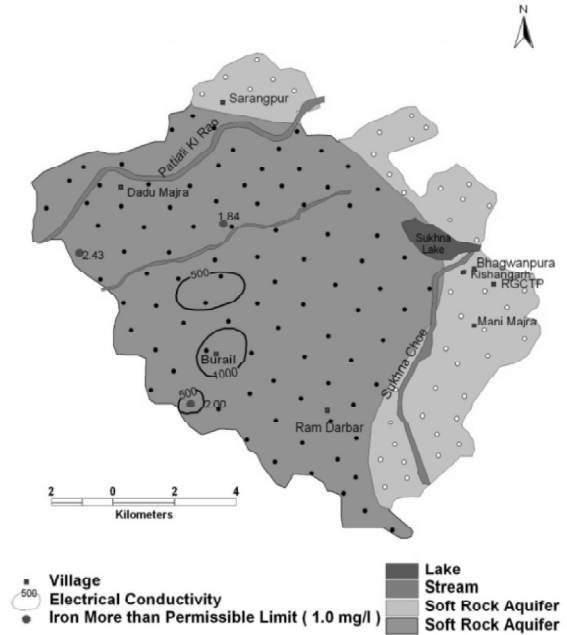 N
Sarangpur
Patiali Ki Rao
Dadu Majra
1.84
2.43
Sukhna
Lake
500
Bhagwanpura
Kishangarh
RGCTP
Mani Majra
Burail
1000
Sukhna Choe
500
2.00
Ram Darbar
2 0 2 4
Kilometers
Village
500 Electrical Conductivity
Iron More than Permissible Limit ( 1.0 mg/l )
Lake
Stream
Soft Rock Aquifer
Soft Rock Aquifer